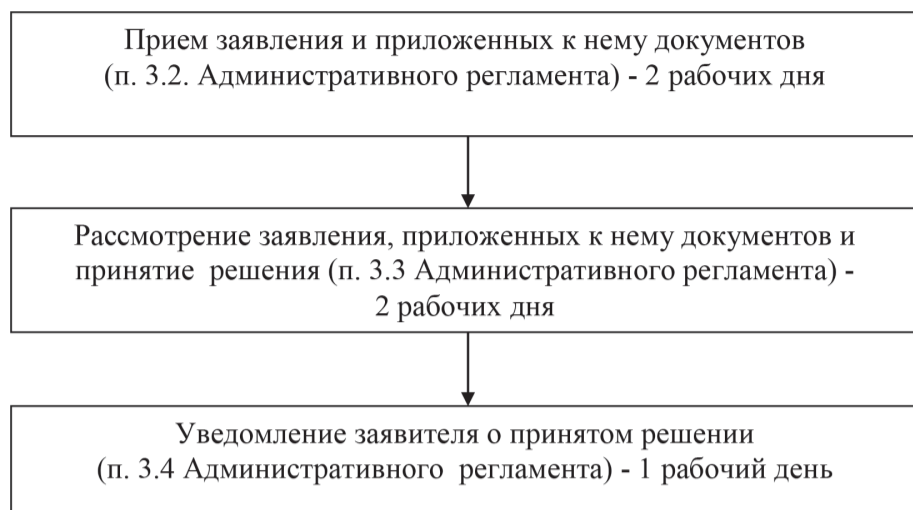 Прием заявления и приложенных к нему документов
(п. 3.2. Административного регламента) - 2 рабочих дня
Рассмотрение заявления, приложенных к нему документов и
принятие решения (п. 3.3 Административного регламента) -
2 рабочих дня
Уведомление заявителя о принятом решении
(п. 3.4 Административного регламента) - 1 рабочий день